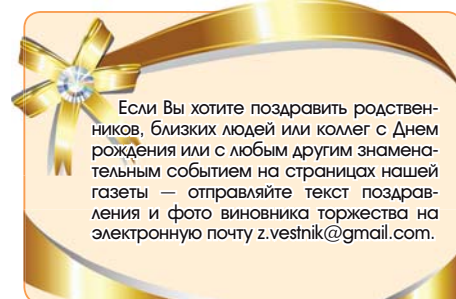 Если Вы хотите поздравить родствен-
ников, близких людей или коллег с Днем
рождения или с любым другим знамена-
тельным событием на страницах нашей
газеты — отправляйте текст поздрав-
ления и фото виновника торжества на
электронную почту z.vestnik@gmail.com.